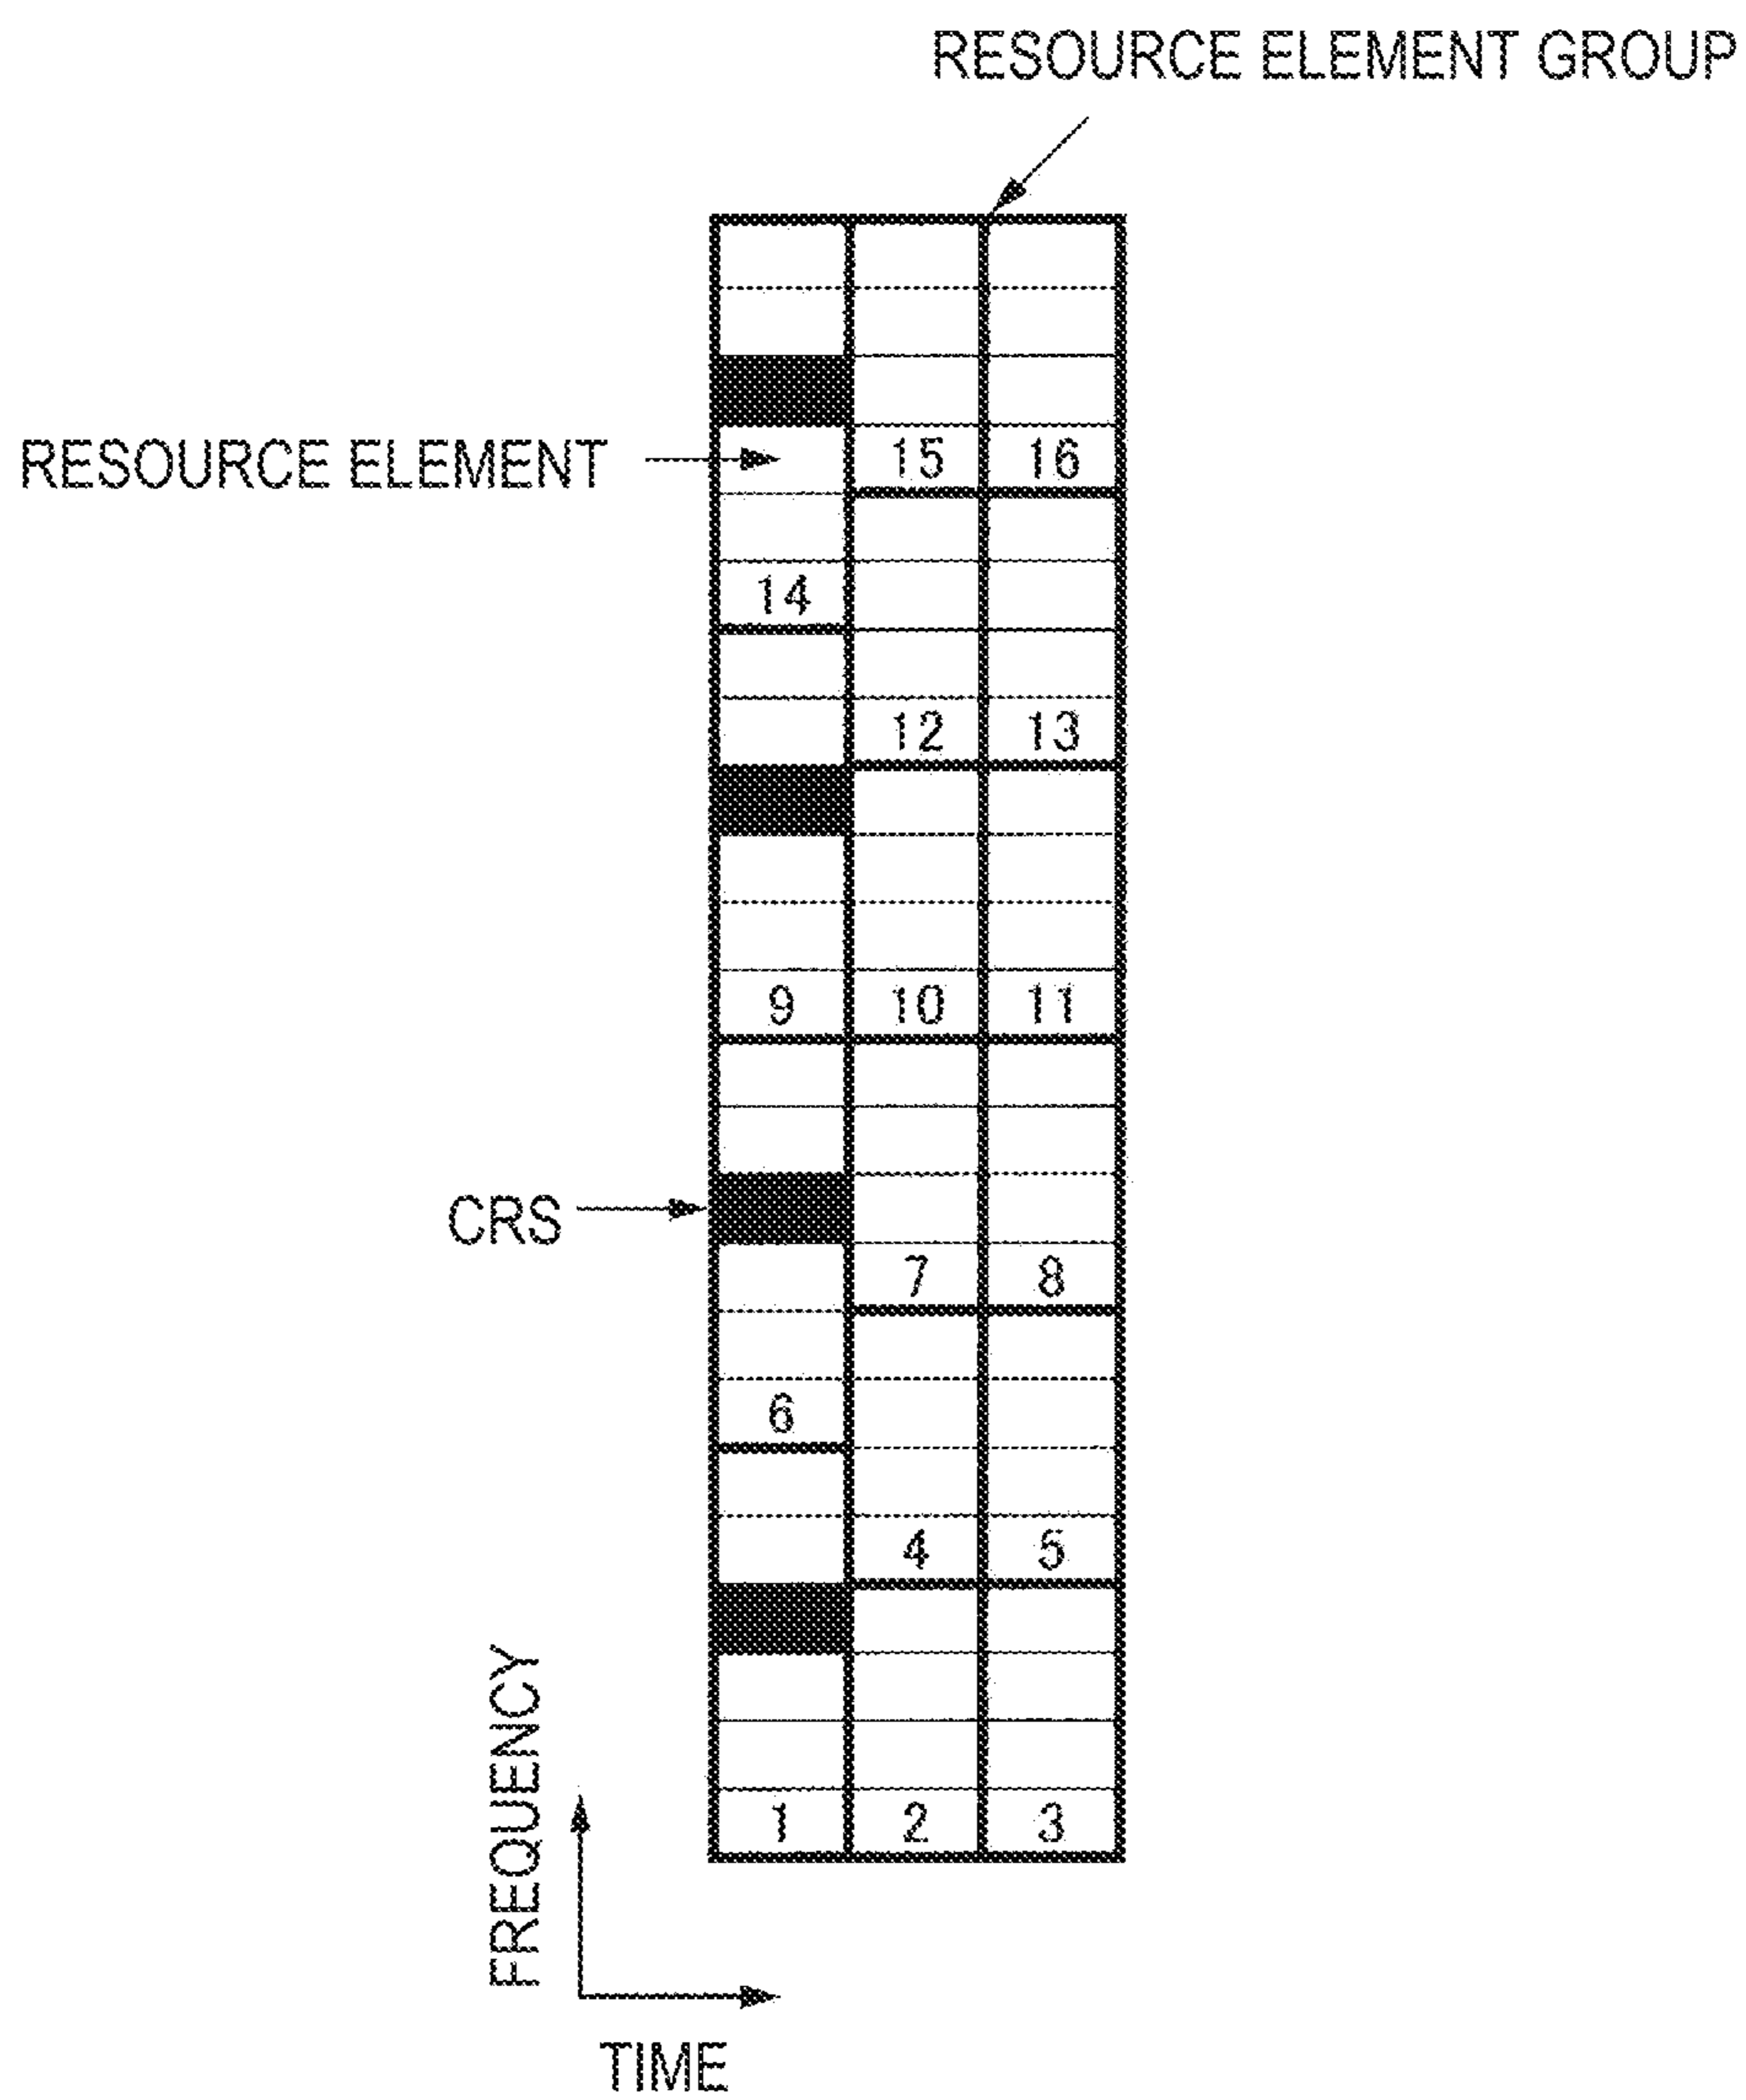 RESOURCE ELEMENT GROUP
RESOURCE ELEMENT
15 16
14
12 13
9 10 11
CRS
7 8
6
4 5
1 2 3
FREQUENCY
TIME